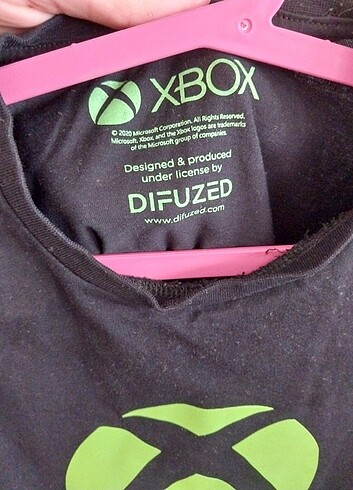 XBOX
© 2020 Microsoft Corporation. All Rights Reserved.
Microsoft, Xbox, and the Xbox logos are trademarks
of the Microsoft group of companies.
Designed & produced
under license by
DIFUZED
www.difuzed.com